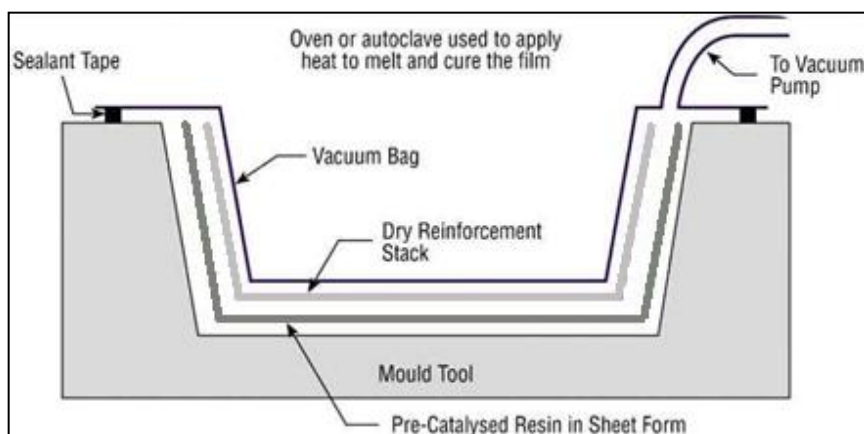 Oven or autoclave used to apply
heat to melt and cure the film
Sealant Tape
To Vacuum
Pump
Vacuum Bag
Dry Reinforcement
Stack
Mould Tool
Pre-Catalysed Resin in Sheet Form